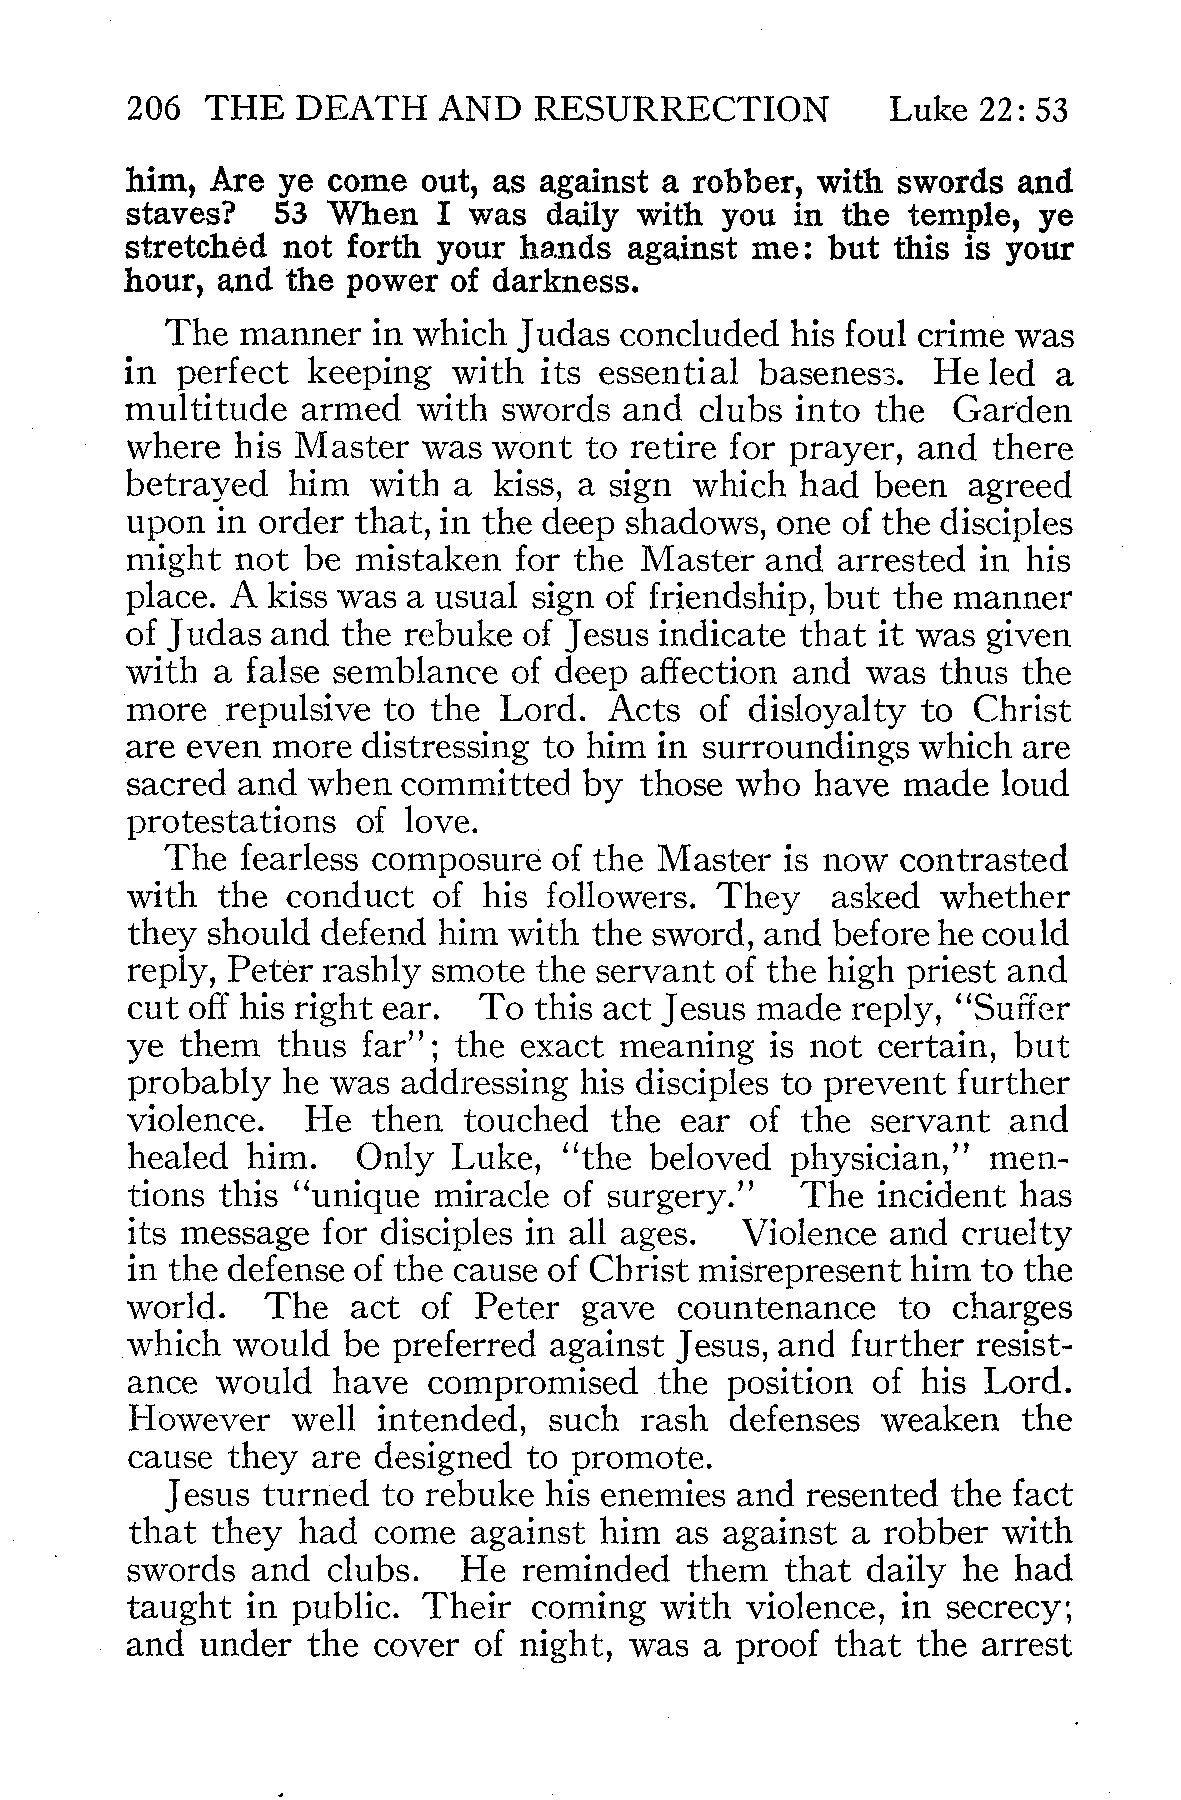 206 THE DEATH AND RESURRECTION Luke 22: 53
him, Are ye come out, as against a robber, with swords and
staves? 53 When I was daily with you in the temple, ye
stretched not forth your hands against me: but this is your
hour, and the power of darkness.
The manner in which Judas concluded his foul crime was
in perfect keeping with its essential baseness. He led a
multitude armed with swords and clubs into the Garden
where his Master was wont to retire for prayer, and there
betrayed him with a kiss, a sign which had been agreed
upon in order that, in the deep shadows, one of the disciples
might not be mistaken for the Master and arrested in his
place. A kiss was a usual sign of friendship, but the manner
of Judas and the rebuke of Jesus indicate that it was given
with a false semblance of deep affection and was thus the
more repulsive to the Lord. Acts of disloyalty to Christ
are even more distressing to him in surroundings which are
sacred and when committed by those who have made loud
protestations of love.
The fearless composure of the Master is now contrasted
with the conduct of his followers. They asked whether
they should defend him with the sword, and before he could
reply, Peter rashly smote the servant of the high priest and
cut off his right ear. To this act Jesus made reply, "Suffer
ye them thus far"; the exact meaning is not certain, but
probably he was addressing his disciples to prevent further
violence. He then touched the ear of the servant and
healed him. Only Luke, "the beloved physician," men-
tions this "unique miracle of surgery." The incident has
its message for disciples in all ages. Violence and cruelty
in the defense of the cause of Christ misrepresent him to the
world. The act of Peter gave countenance to charges
which would be preferred against Jesus, and further resist-
ance would have compromised the position of his Lord.
However well intended, such rash defenses weaken the
cause they are designed to promote.
Jesus turned to rebuke his enemies and resented the fact
that they had come against him as against a robber with
swords and clubs. He reminded them that daily he had
taught in public. Their coming with violence, in secrecy;
and under the cover of night, was a proof that the arrest